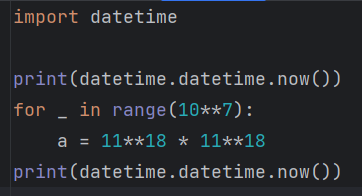 import datetime
print(datetime.datetime.now())
for _ in range(10**7):
    a = 11**18 * 11**18
print(datetime.datetime.now())